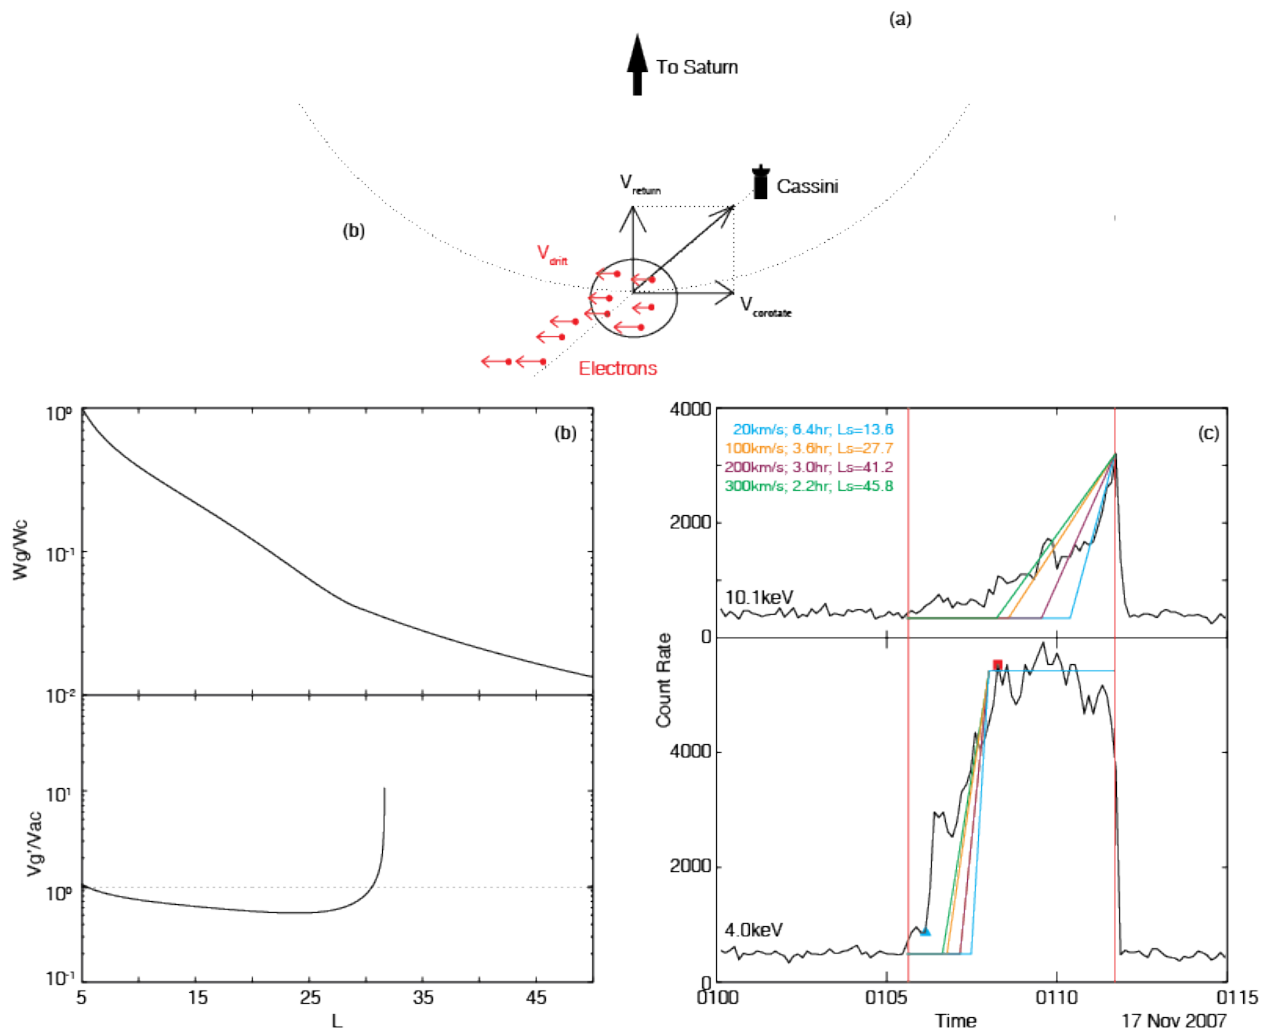 (a)
To Saturn
Vreturn
Cassini
(b)
Vdrift
Vcorotate
Electrons
10⁰
(b)
10⁻¹
10⁻²
Wg/Wc
10¹
10⁰
10⁻¹
Vg'/Vac
5
15
25
35
45
L
4000
20km/s; 6.4hr; Ls=13.6
(c)
100km/s; 3.6hr; Ls=27.7
200km/s; 3.0hr; Ls=41.2
300km/s; 2.2hr; Ls=45.8
2000
10.1keV
0
Count Rate
4000
2000
4.0keV
0
0100
0105
0110
0115
Time
17 Nov 2007